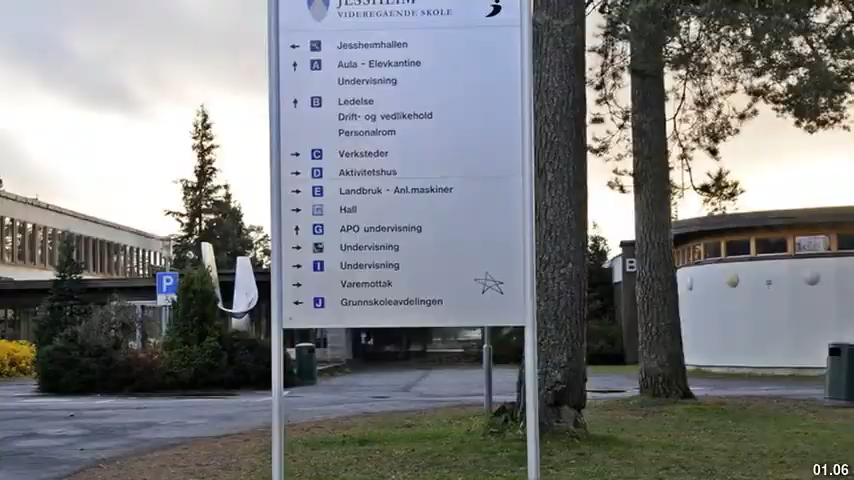 JESSHEIM
VIDEREGÅENDE SKOLE
Jessheimhallen
A Aula - Elevkantine
Undervisning
B Ledelse
Drift- og vedlikehold
Personalrom
C Verksteder
D Aktivitetshus
E Landbruk - Anl.maskiner
Hall
G APO undervisning
Undervisning
I Undervisning
Varemottak
J Grunnskoleavdelingen
P
B
01.06